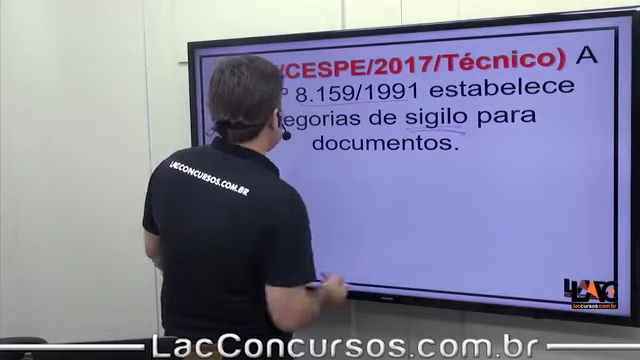 /CESPE/2017/Técnico) A
8.159/1991 estabelece
egorias de sigilo para
documentos.
LACCONCURSOS.COM.BR
LAC
lacconcursos.com.br
LacConcursos.com.br